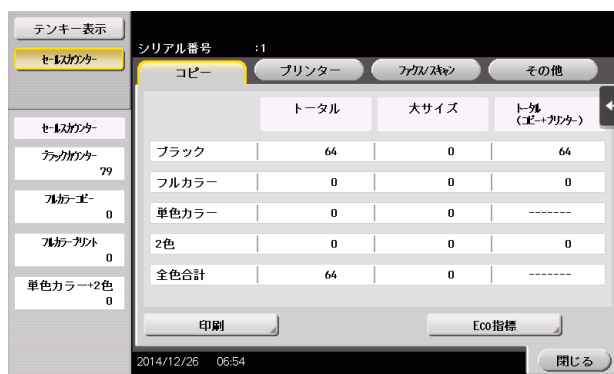 テンキー表示
セールスカウンター
シリアル番号 :1
コピー プリンター ファクス/スキャン その他
トータル 大サイズ トータル
(コピー+プリンター)
ブラック 64 0 64
フルカラー 0 0 0
単色カラー 0 0 -------
2色 0 0 0
全色合計 64 0 -------
セールスカウンター
ブラックカウンター
79
フルカラーコピー
0
フルカラープリント
0
単色カラー+2色
0
印刷 Eco指標
2014/12/26 06:54 閉じる